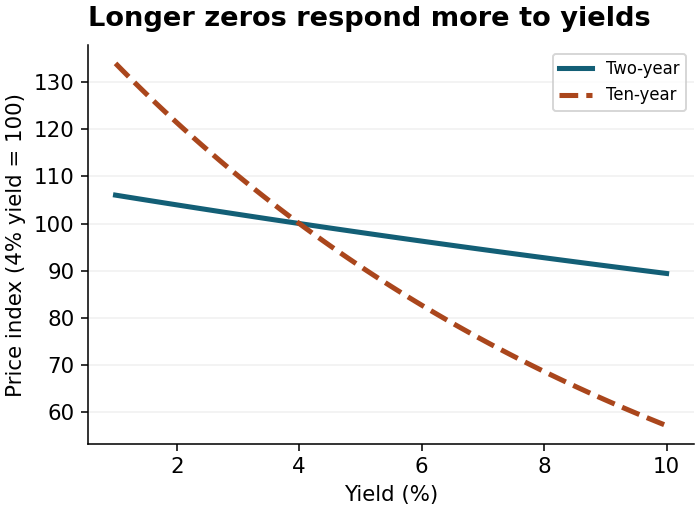 Longer zeros respond more to yields
Price index (4% yield = 100)
130
120
110
100
90
80
70
60
Two-year
Ten-year
2
4
6
8
10
Yield (%)